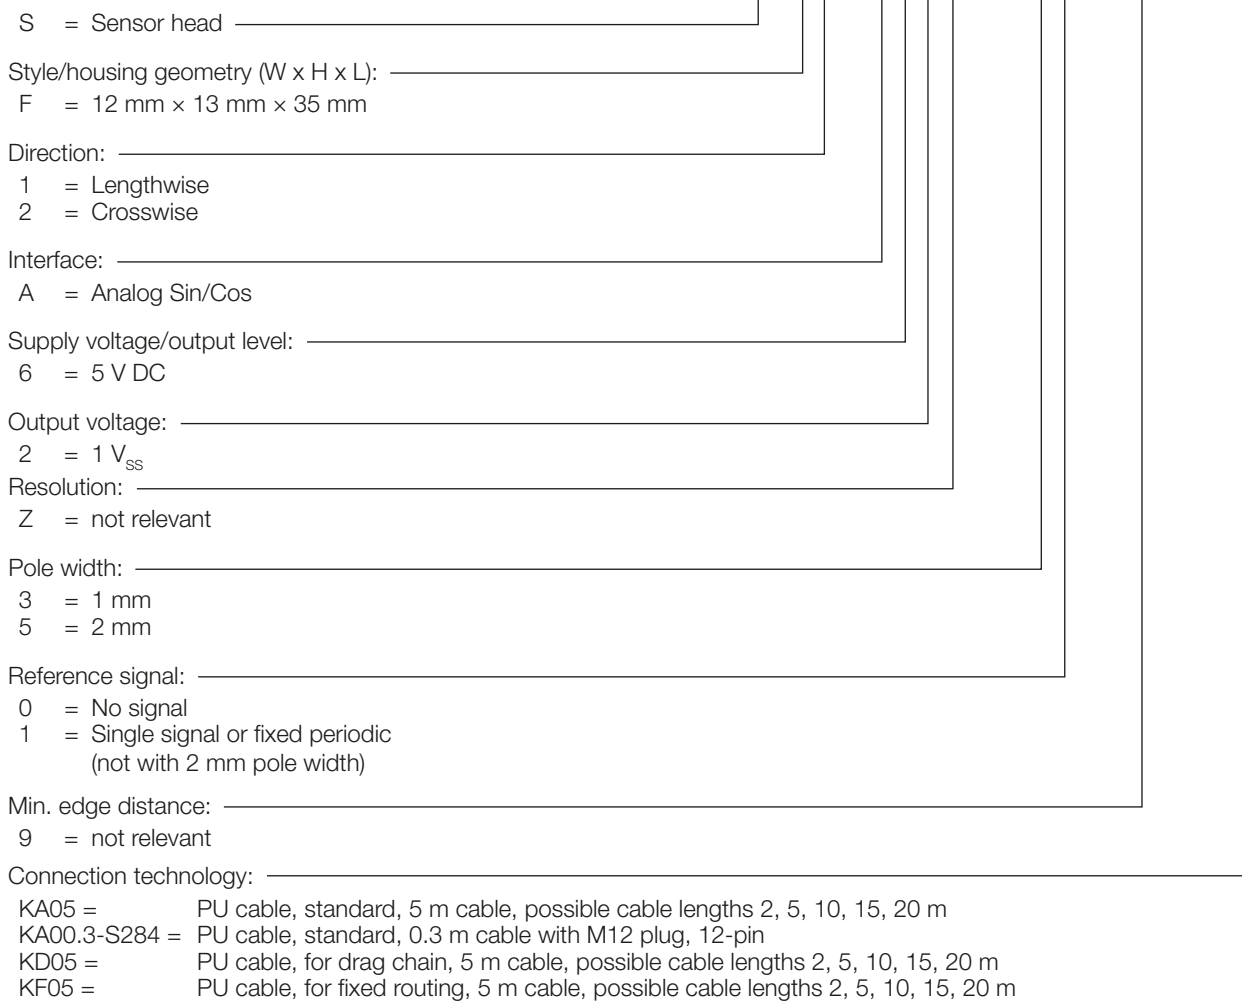 S = Sensor head
Style/housing geometry (W x H x L):
F = 12 mm × 13 mm × 35 mm
Direction:
1 = Lengthwise
2 = Crosswise
Interface:
A = Analog Sin/Cos
Supply voltage/output level:
6 = 5 V DC
Output voltage:
2 = 1 Vss
Resolution:
Z = not relevant
Pole width:
3 = 1 mm
5 = 2 mm
Reference signal:
0 = No signal
1 = Single signal or fixed periodic
(not with 2 mm pole width)
Min. edge distance:
9 = not relevant
Connection technology:
KA05 = PU cable, standard, 5 m cable, possible cable lengths 2, 5, 10, 15, 20 m
KA00.3-S284 = PU cable, standard, 0.3 m cable with M12 plug, 12-pin
KD05 = PU cable, for drag chain, 5 m cable, possible cable lengths 2, 5, 10, 15, 20 m
KF05 = PU cable, for fixed routing, 5 m cable, possible cable lengths 2, 5, 10, 15, 20 m